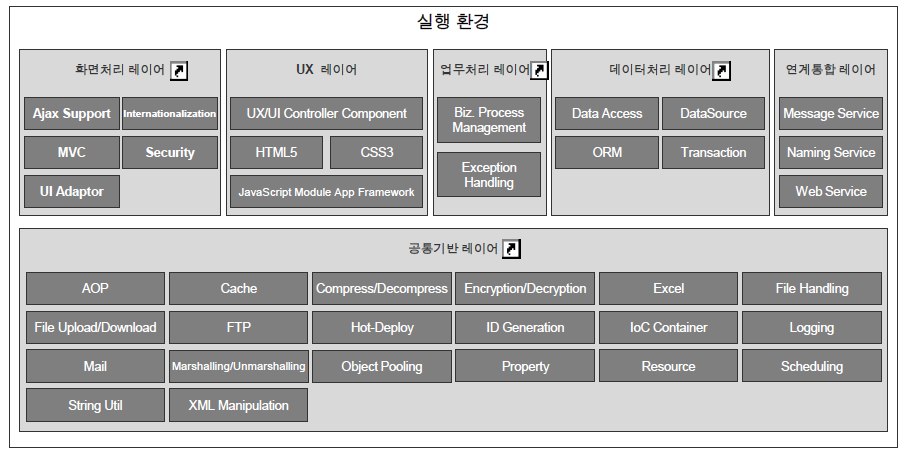 실행 환경
화면처리 레이어
Ajax Support
Internationalization
MVC
Security
UI Adaptor
UX 레이어
UX/UI Controller Component
HTML5
CSS3
JavaScript Module App Framework
업무처리 레이어
Biz. Process
Management
Exception
Handling
데이터처리 레이어
Data Access
DataSource
ORM
Transaction
연계통합 레이어
Message Service
Naming Service
Web Service
공통기반 레이어
AOP
Cache
Compress/Decompress
Encryption/Decryption
Excel
File Handling
File Upload/Download
FTP
Hot-Deploy
ID Generation
IoC Container
Logging
Mail
Marshalling/Unmarshalling
Object Pooling
Property
Resource
Scheduling
String Util
XML Manipulation